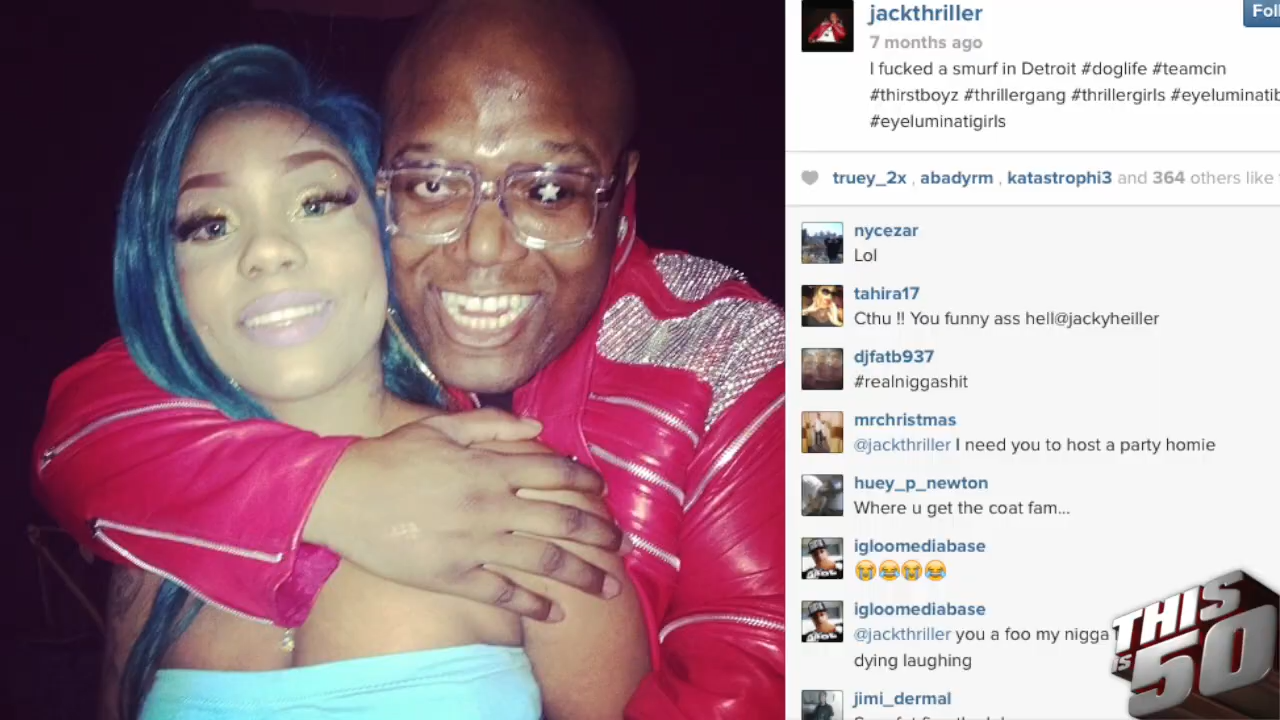 jackthriller
7 months ago
I fucked a smurf in Detroit #doglife #teamcin
#thirstboyz #thrillergang #thrillergirls
#eyeluminatigirls
truey_2x , abadyrm , katastrophi3 and 364 others like
nycezar
Lol
tahira17
Cthu !! You funny ass hell@jackyheiller
djfatb937
#realniggashit
mrchristmas
@jackthriller I need you to host a party homie
huey_p_newton
Where u get the coat fam...
igloomediabase
😭😂😭😂
igloomediabase
@jackthriller you a foo my nigga
dying laughing
jimi_dermal
THIS
IS 50